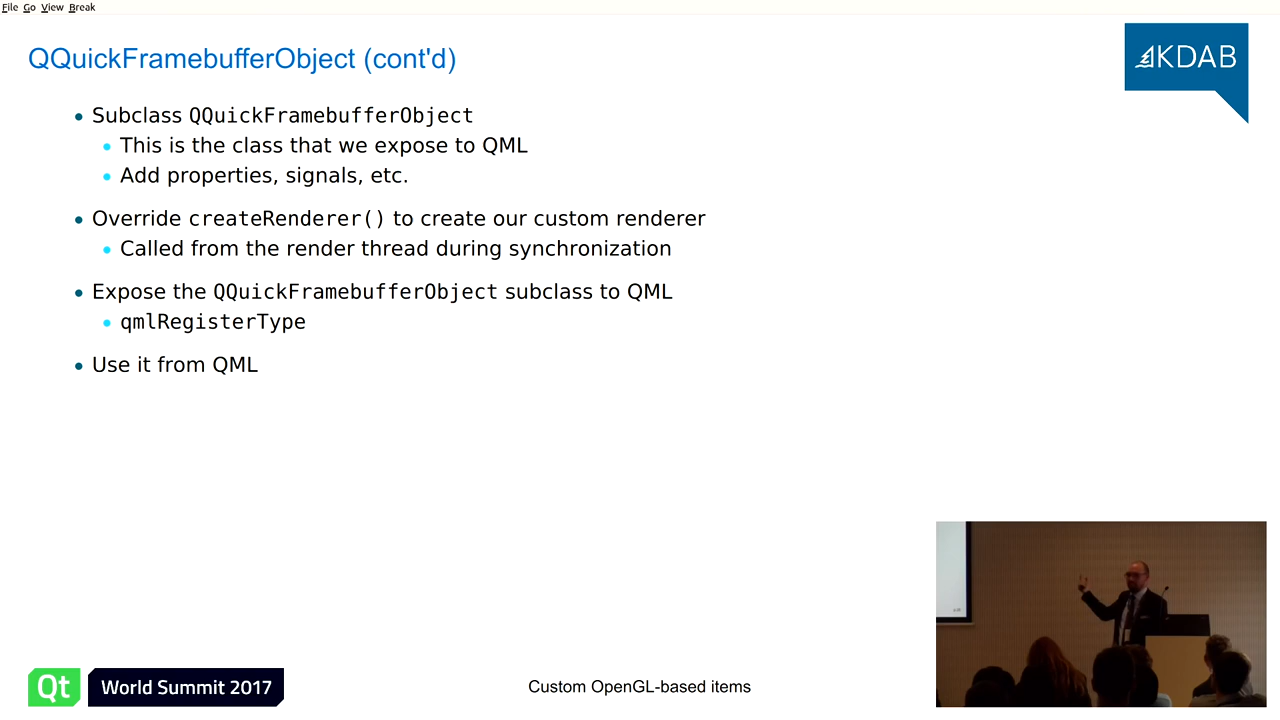 File Go View Break
QQuickFramebufferObject (cont'd)
KDAB
Subclass QQuickFramebufferObject
This is the class that we expose to QML
Add properties, signals, etc.
Override createRenderer() to create our custom renderer
Called from the render thread during synchronization
Expose the QQuickFramebufferObject subclass to QML
qmlRegisterType
Use it from QML
Qt World Summit 2017
Custom OpenGL-based items